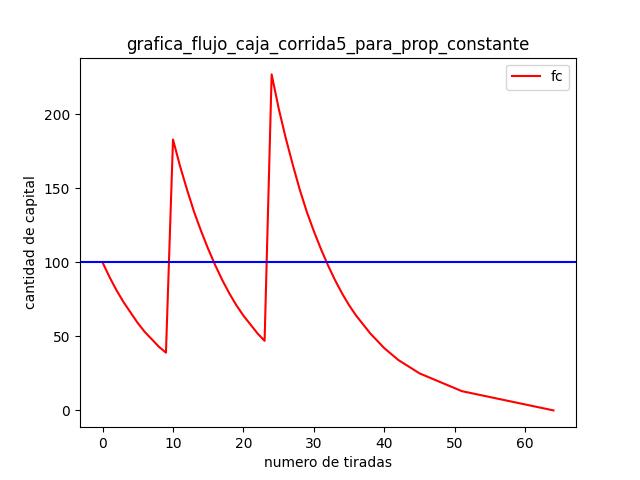 grafica_flujo_caja_corrida5_para_prop_constante
fc
200
150
100
50
0
cantidad de capital
0 10 20 30 40 50 60
numero de tiradas